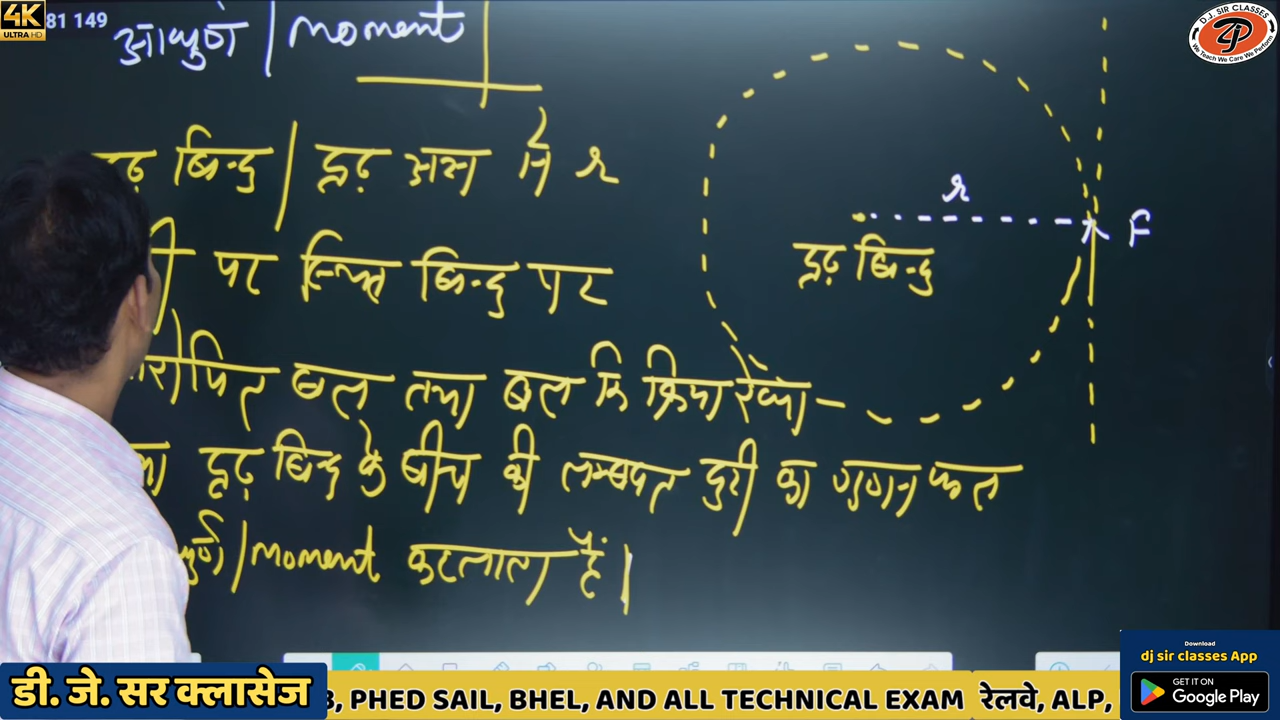 4K
ULTRA HD
81 149
आघुर्ण | moment
D.J. SIR CLASSES
We Teach We Care We Perform
दृढ़ बिन्दु | दृढ़ अक्ष से r
री पर स्थित बिन्दु पर
रोपित बल तथा बल कि क्रिया रेखा
का दृढ़ बिन्दु के बीच की लम्बवत दुरी का गुणनफल
घुर्ण | moment कहलाता हैं।
r
F
दृढ़ बिन्दु
डी. जे. सर क्लासेज
B, PHED SAIL, BHEL, AND ALL TECHNICAL EXAM रेलवे, ALP,
Download
dj sir classes App
GET IT ON
Google Play